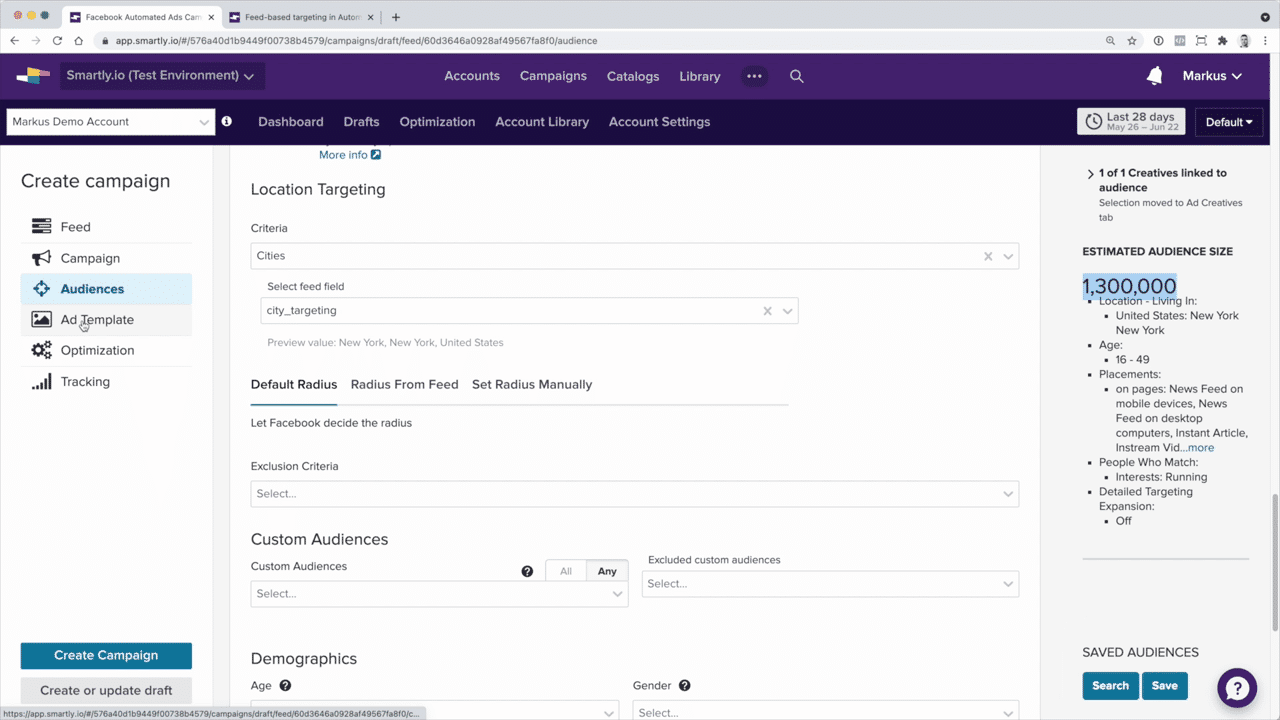 Facebook Automated Ads Cam
Feed-based targeting in Autom
app.smartly.io/#/576a40d1b9449f00738b4579/campaigns/draft/feed/60d3646a0928af49567fa8f0/audience
Smartly.io (Test Environment)
Accounts
Campaigns
Catalogs
Library
Markus
Markus Demo Account
Dashboard
Drafts
Optimization
Account Library
Account Settings
Last 28 days
May 26 – Jun 22
Default
Create campaign
Feed
Campaign
Audiences
Ad Template
Optimization
Tracking
Create Campaign
Create or update draft
More info
Location Targeting
Criteria
Cities
Select feed field
city_targeting
Preview value: New York, New York, United States
Default Radius
Radius From Feed
Set Radius Manually
Let Facebook decide the radius
Exclusion Criteria
Select...
Custom Audiences
Custom Audiences
All
Any
Select...
Excluded custom audiences
Select...
Demographics
Age
Gender
Select...
1 of 1 Creatives linked to
audience
Selection moved to Ad Creatives
tab
ESTIMATED AUDIENCE SIZE
1,300,000
Location - Living In:
United States: New York
New York
Age:
16 - 49
Placements:
on pages: News Feed on
mobile devices, News
Feed on desktop
computers, Instant Article,
Instream Vid...more
People Who Match:
Interests: Running
Detailed Targeting
Expansion:
Off
SAVED AUDIENCES
Search
Save
https://app.smartly.io/#/576a40d1b9449f00738b4579/campaigns/draft/feed/60d3646a0928af49567fa8f0/c...